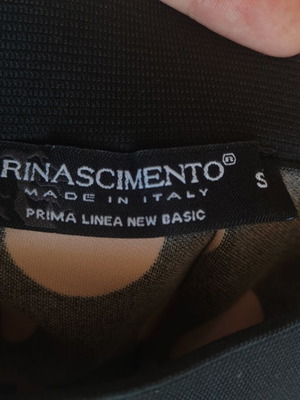 RINASCIMENTO®
MADE IN ITALY
PRIMA LINEA NEW BASIC
S